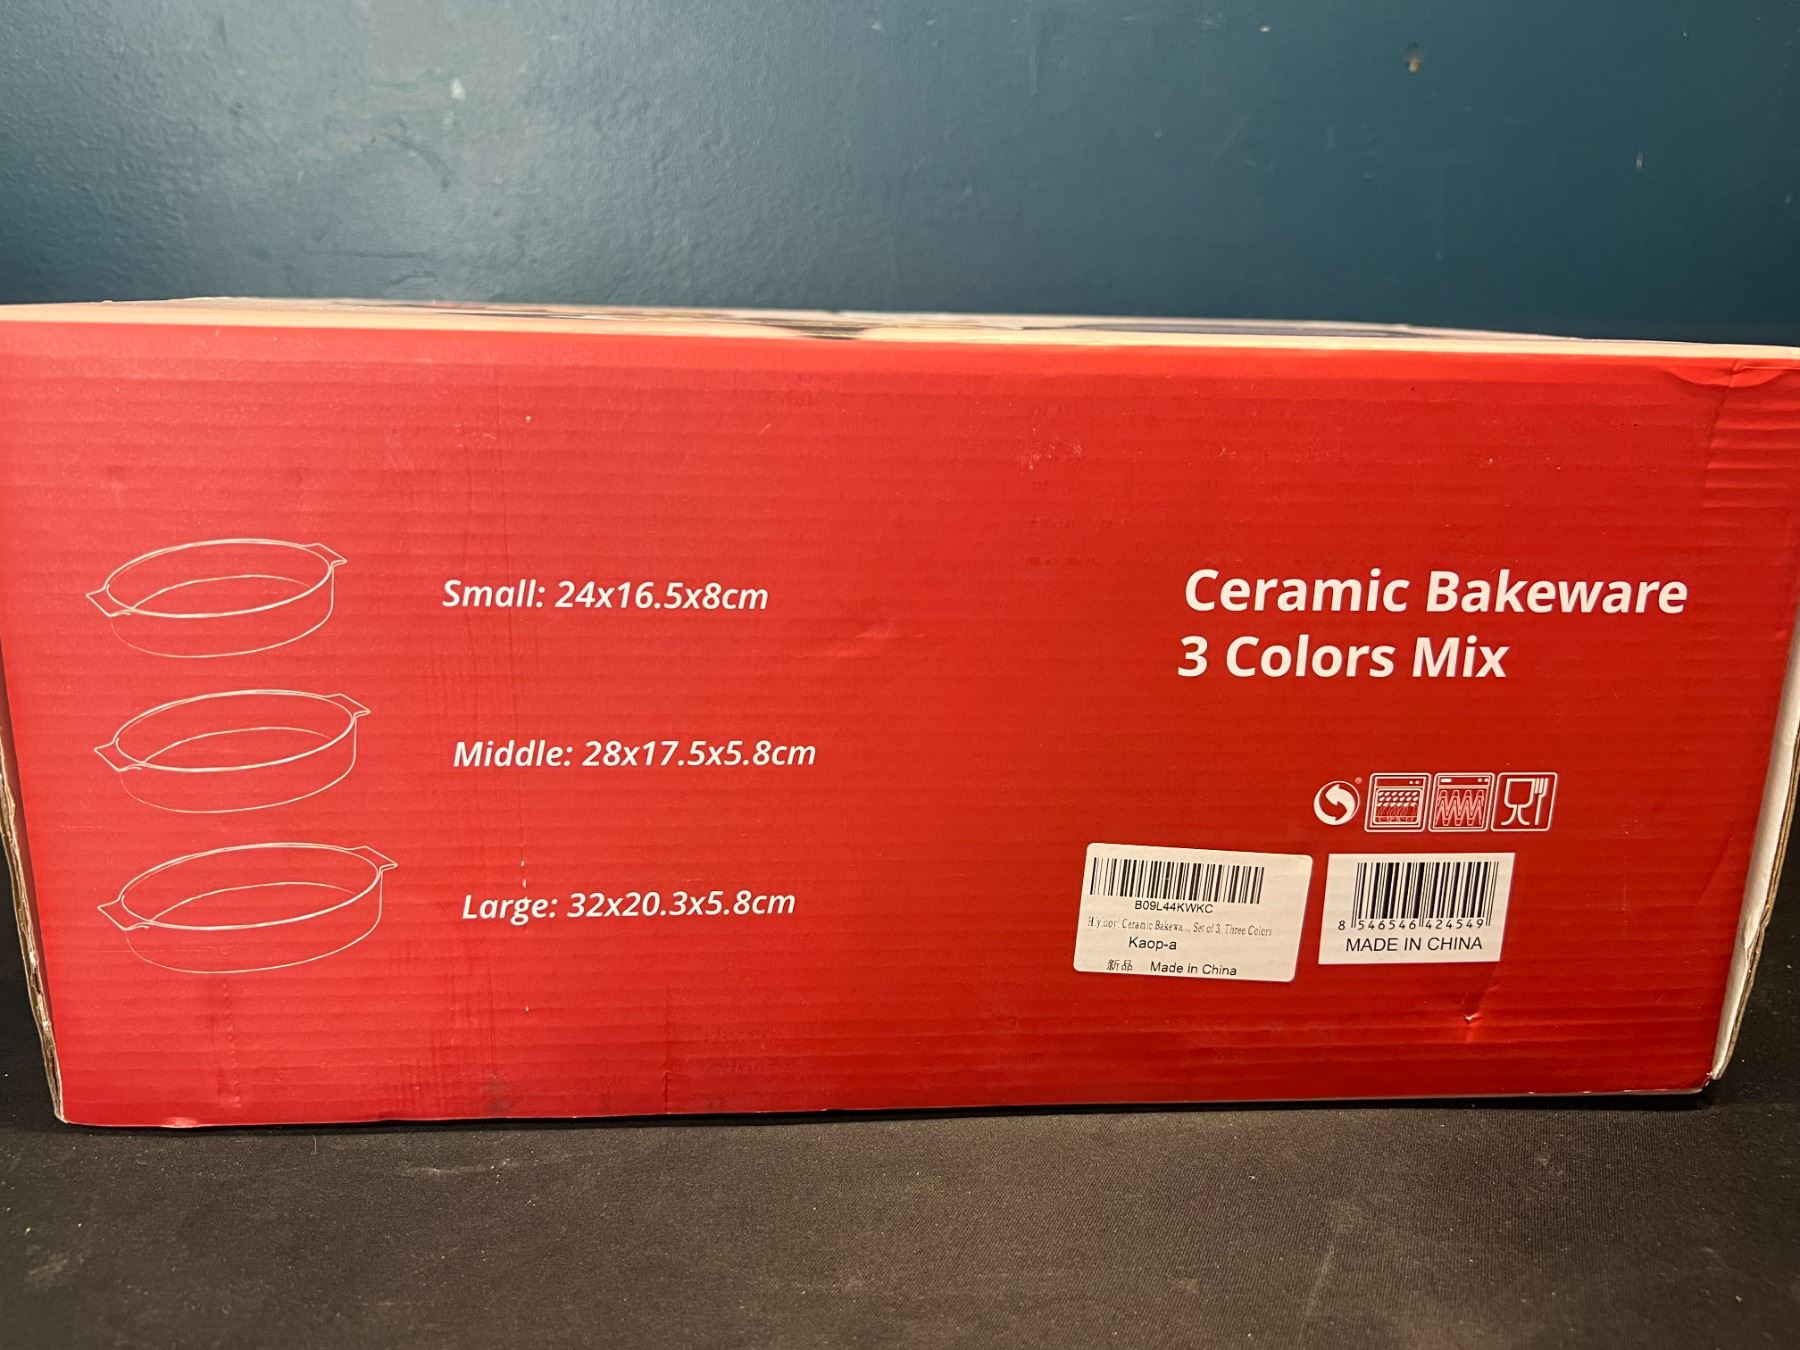 Small: 24x16.5x8cm
Middle: 28x17.5x5.8cm
Large: 32x20.3x5.8cm
Ceramic Bakeware
3 Colors Mix
B09L44KWKC
Ceramic Bakewa..., Set of 3, Three Colors
Kaop-a
新品 Made in China
8 546546 424549
MADE IN CHINA